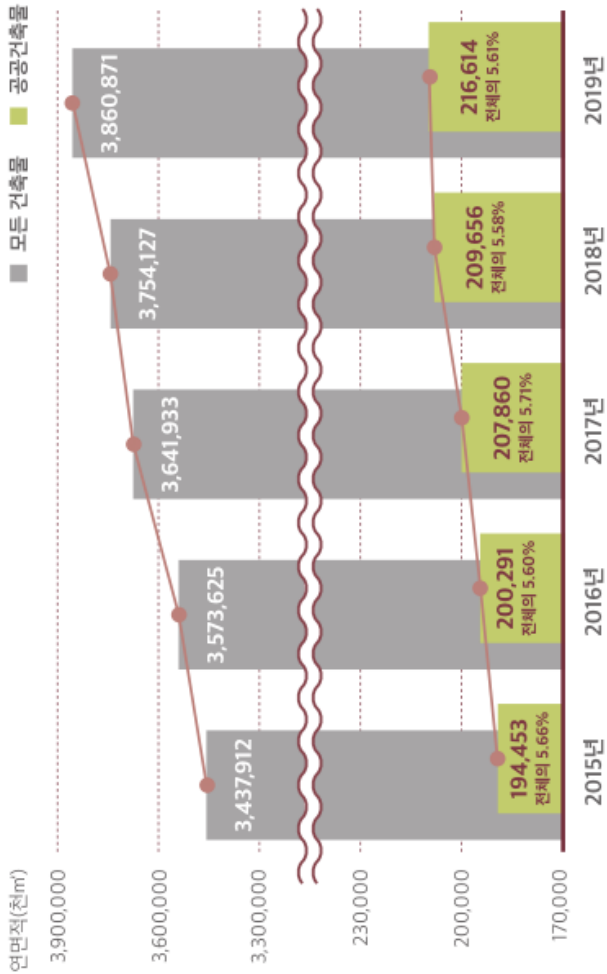 연면적(천㎡)
모든 건축물
공공건축물
3,900,000
3,600,000
3,300,000
230,000
200,000
170,000
3,437,912
3,573,625
3,641,933
3,754,127
3,860,871
194,453
전체의 5.66%
200,291
전체의 5.60%
207,860
전체의 5.71%
209,656
전체의 5.58%
216,614
전체의 5.61%
2015년
2016년
2017년
2018년
2019년